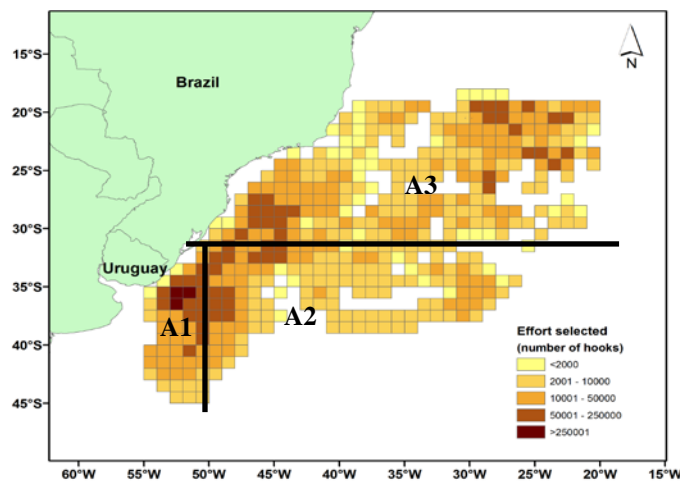 15°S
Brazil
N
20°S
25°S
A3
30°S
Uruguay
35°S
A1
A2
40°S
45°S
Effort selected
(number of hooks)
<2000
2001 - 10000
10001 - 50000
50001 - 250000
>250001
60°W 55°W 50°W 45°W 40°W 35°W 30°W 25°W 20°W 15°W